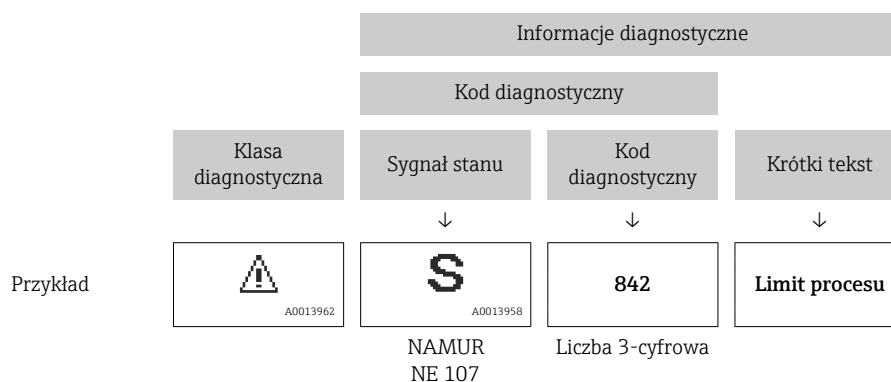 Informacje diagnostyczne
Kod diagnostyczny
Klasa
diagnostyczna
Sygnał stanu
Kod
diagnostyczny
Krótki tekst
↓ ↓ ↓
Przykład
A0013962
S
A0013958
842
Limit procesu
NAMUR
NE 107
Liczba 3-cyfrowa